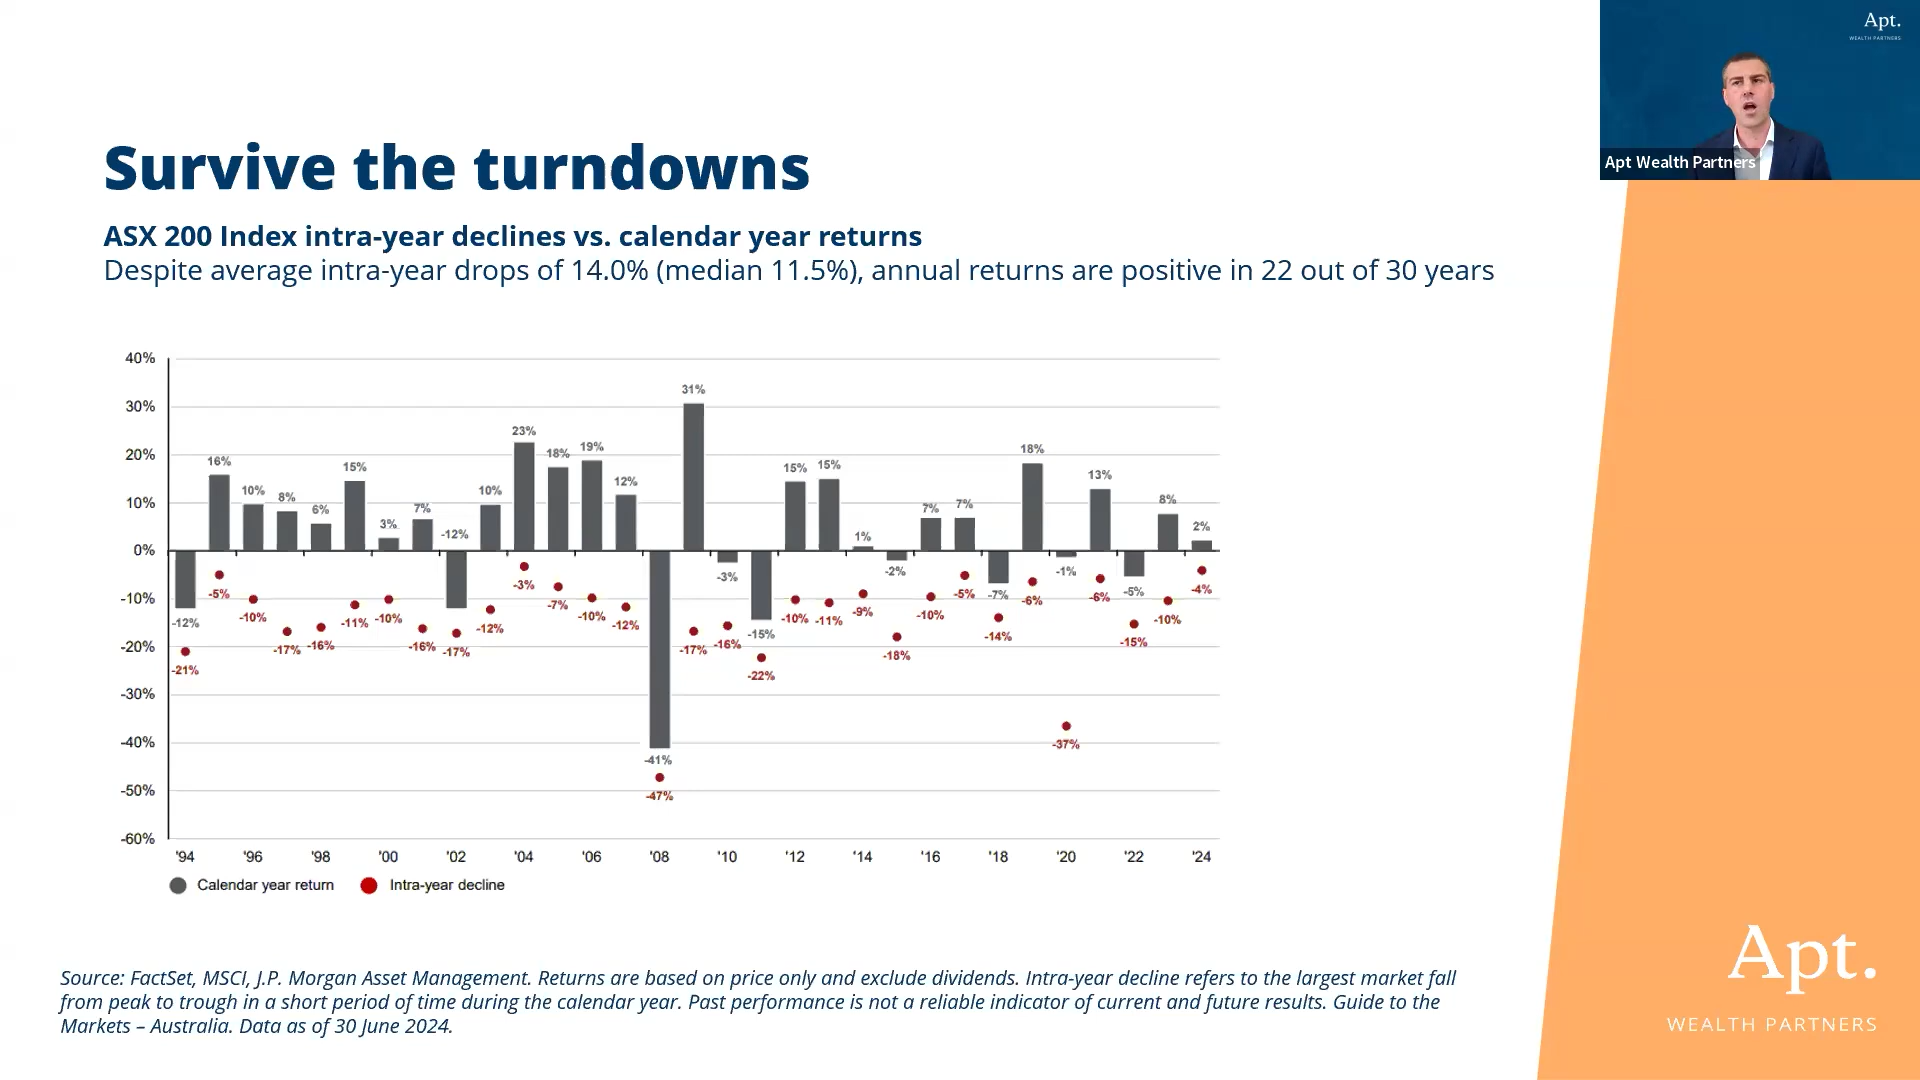 Apt.
WEALTH PARTNERS
Apt Wealth Partners
Survive the turndowns
ASX 200 Index intra-year declines vs. calendar year returns
Despite average intra-year drops of 14.0% (median 11.5%), annual returns are positive in 22 out of 30 years
40%
30%
20%
10%
0%
-10%
-20%
-30%
-40%
-50%
-60%
-12% 16% 10% 8% 6% 15% 3% 7% -12% 10% 23% 18% 19% 12% -41% 31% -3% -15% 15% 15% 1% -2% 7% 7% -7% 18% -1% 13% -5% 8% 2%
-21% -5% -10% -17% -16% -11% -10% -16% -17% -12% -3% -7% -10% -12% -47% -17% -16% -22% -10% -11% -9% -18% -10% -5% -14% -6% -37% -6% -15% -10% -4%
'94 '96 '98 '00 '02 '04 '06 '08 '10 '12 '14 '16 '18 '20 '22 '24
Calendar year return Intra-year decline
Source: FactSet, MSCI, J.P. Morgan Asset Management. Returns are based on price only and exclude dividends. Intra-year decline refers to the largest market fall
from peak to trough in a short period of time during the calendar year. Past performance is not a reliable indicator of current and future results. Guide to the
Markets – Australia. Data as of 30 June 2024.
Apt.
WEALTH PARTNERS